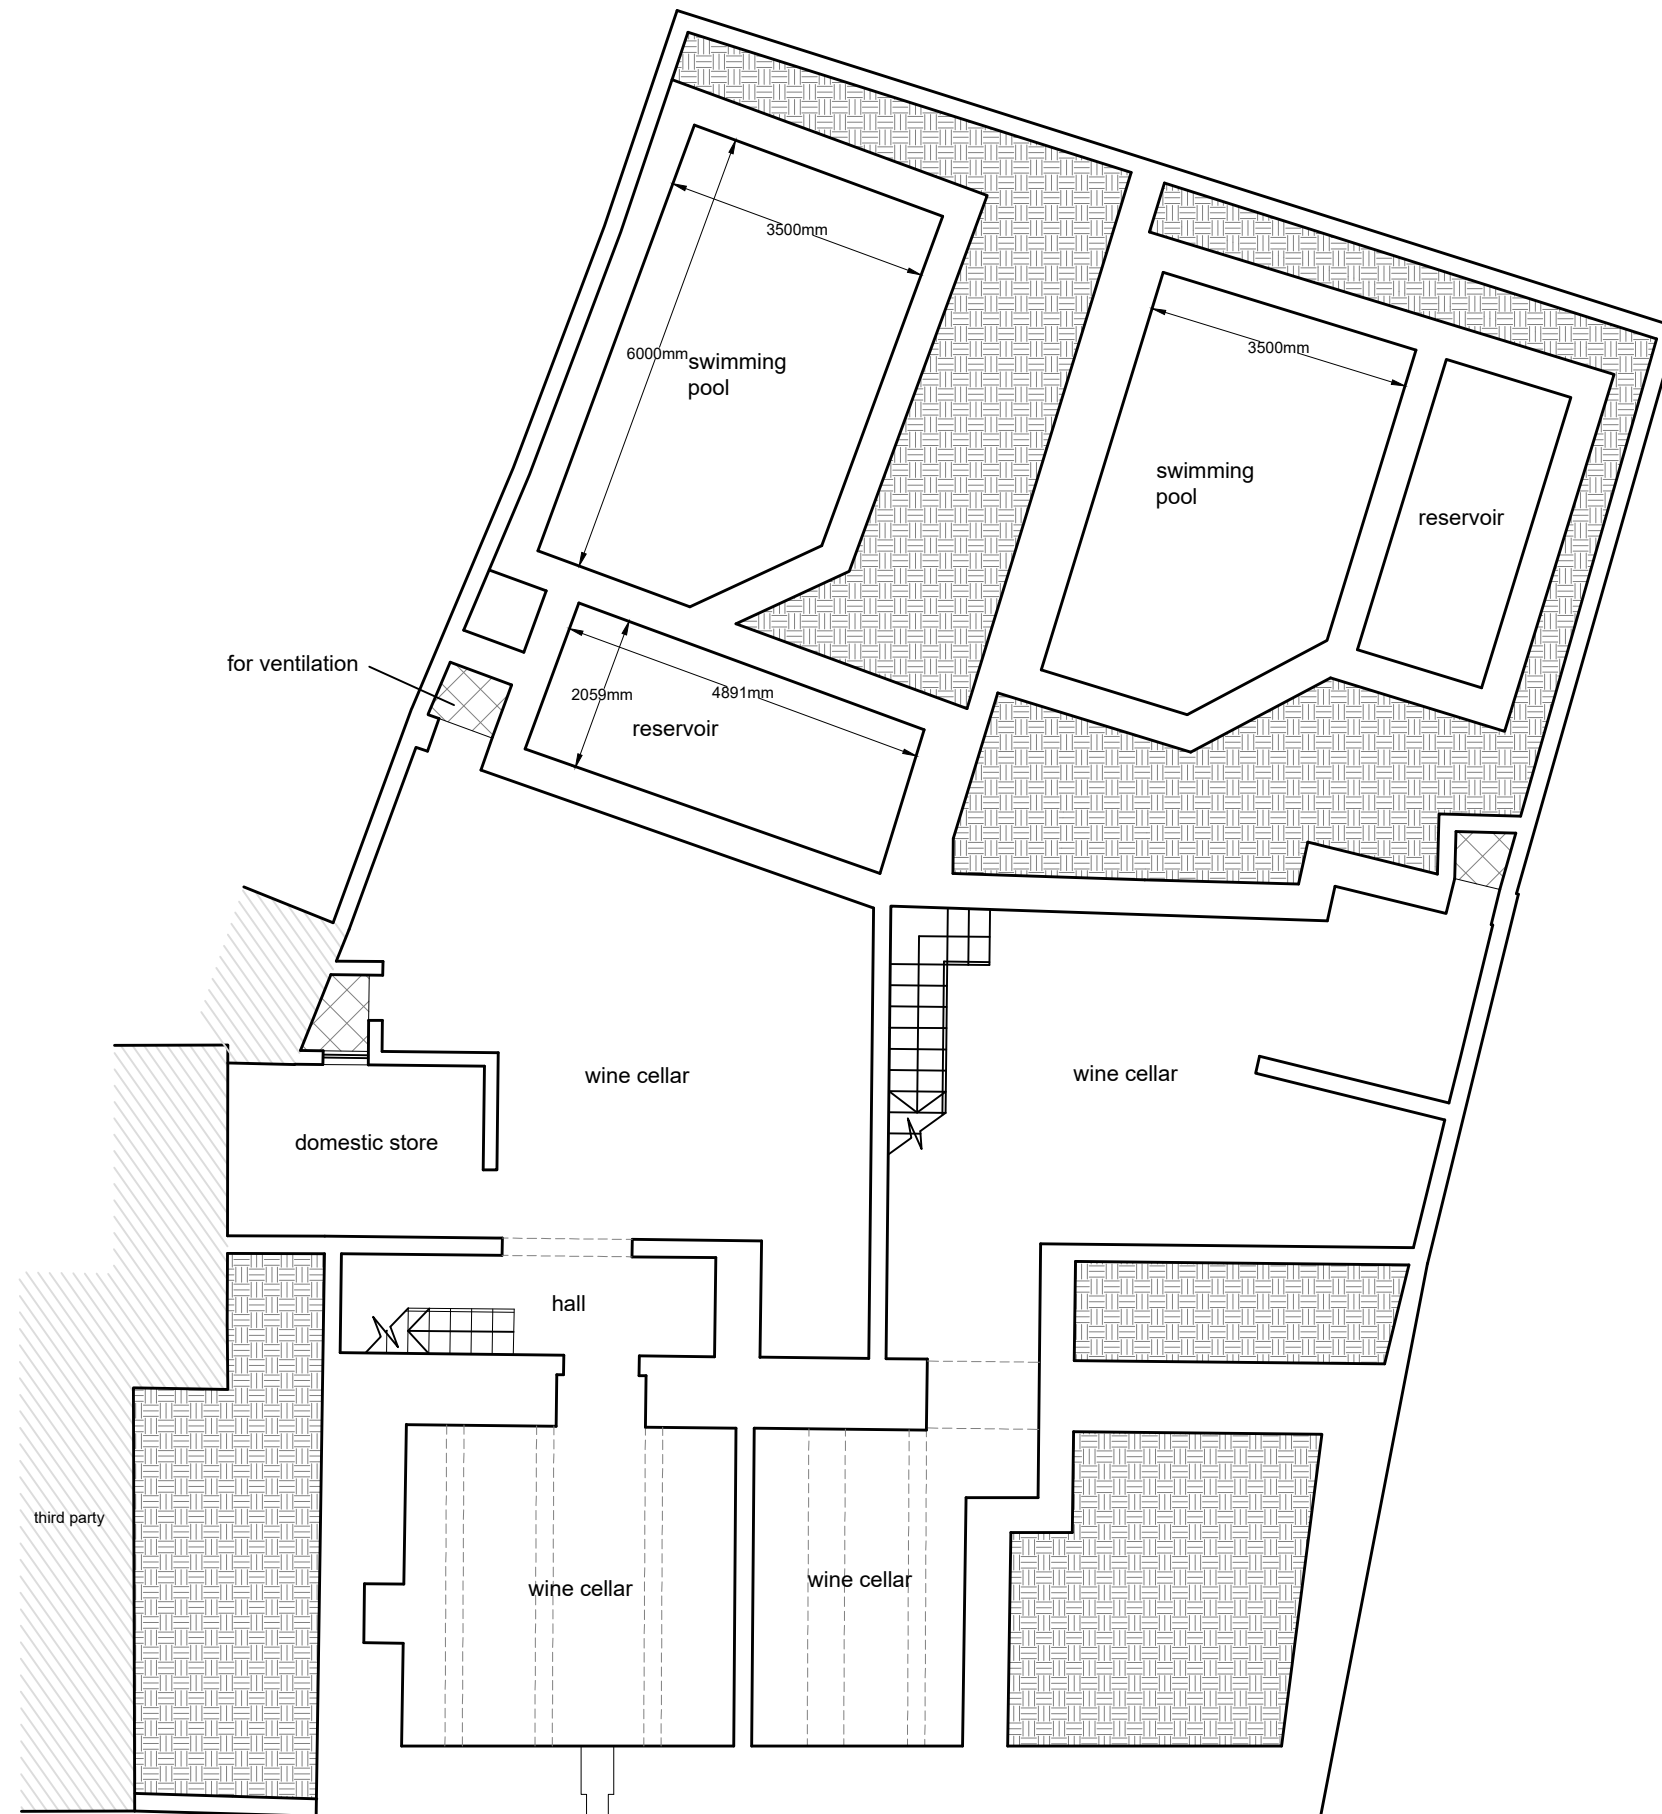 3500mm
6000mm
swimming
pool
3500mm
swimming
pool
reservoir
for ventilation
2059mm
4891mm
reservoir
wine cellar
wine cellar
domestic store
hall
third party
wine cellar
wine cellar